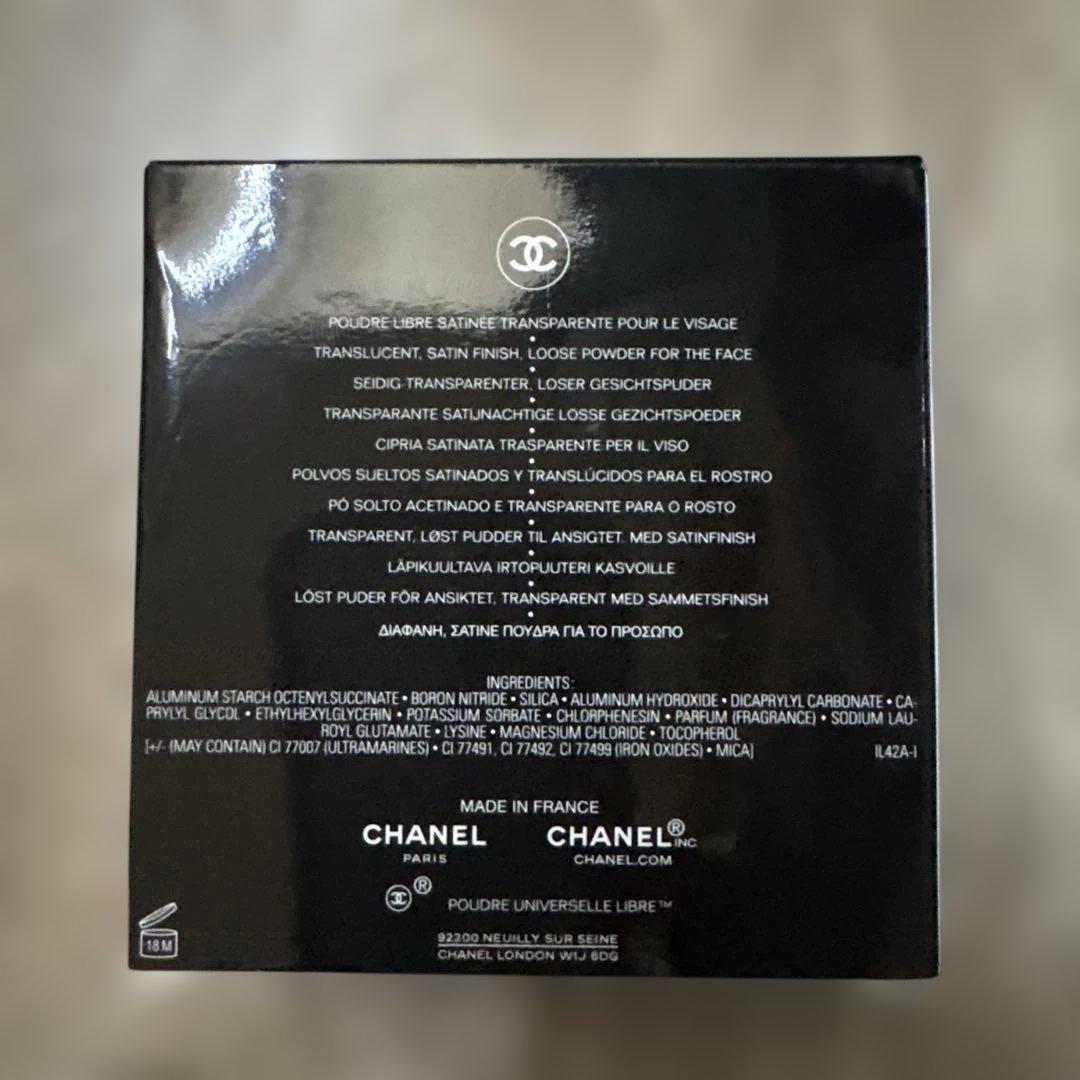 POUDRE LIBRE SATINÉE TRANSPARENTE POUR LE VISAGE
•
TRANSLUCENT, SATIN FINISH, LOOSE POWDER FOR THE FACE
•
SEIDIG-TRANSPARENTER, LOSER GESICHTSPUDER
•
TRANSPARANTE SATIJNACHTIGE LOSSE GEZICHTSPOEDER
•
CIPRIA SATINATA TRASPARENTE PER IL VISO
•
POLVOS SUELTOS SATINADOS Y TRANSLÚCIDOS PARA EL ROSTRO
•
PÓ SOLTO ACETINADO E TRANSPARENTE PARA O ROSTO
•
TRANSPARENT, LØST PUDDER TIL ANSIGTET. MED SATINFINISH
•
LÄPIKUULTAVA IRTOPUUTERI KASVOILLE
•
LÖST PUDER FÖR ANSIKTET, TRANSPARENT MED SAMMETSFINISH
•
ΔΙΑΦΑΝΗ, ΣΑΤΙΝΕ ΠΟΥΔΡΑ ΓΙΑ ΤΟ ΠΡΟΣΩΠΟ
INGREDIENTS:
ALUMINUM STARCH OCTENYLSUCCINATE • BORON NITRIDE • SILICA • ALUMINUM HYDROXIDE • DICAPRYLYL CARBONATE • CA-
PRYLYL GLYCOL • ETHYLHEXYLGLYCERIN • POTASSIUM SORBATE • CHLORPHENESIN • PARFUM (FRAGRANCE) • SODIUM LAU-
ROYL GLUTAMATE • LYSINE • MAGNESIUM CHLORIDE • TOCOPHEROL
[+/- (MAY CONTAIN) CI 77007 (ULTRAMARINES) • CI 77491, CI 77492, CI 77499 (IRON OXIDES) • MICA] IL42A-I
MADE IN FRANCE
CHANEL CHANEL® INC.
PARIS CHANEL.COM
® POUDRE UNIVERSELLE LIBRE™
18 M
92200 NEUILLY SUR SEINE
CHANEL LONDON W1J 6DG